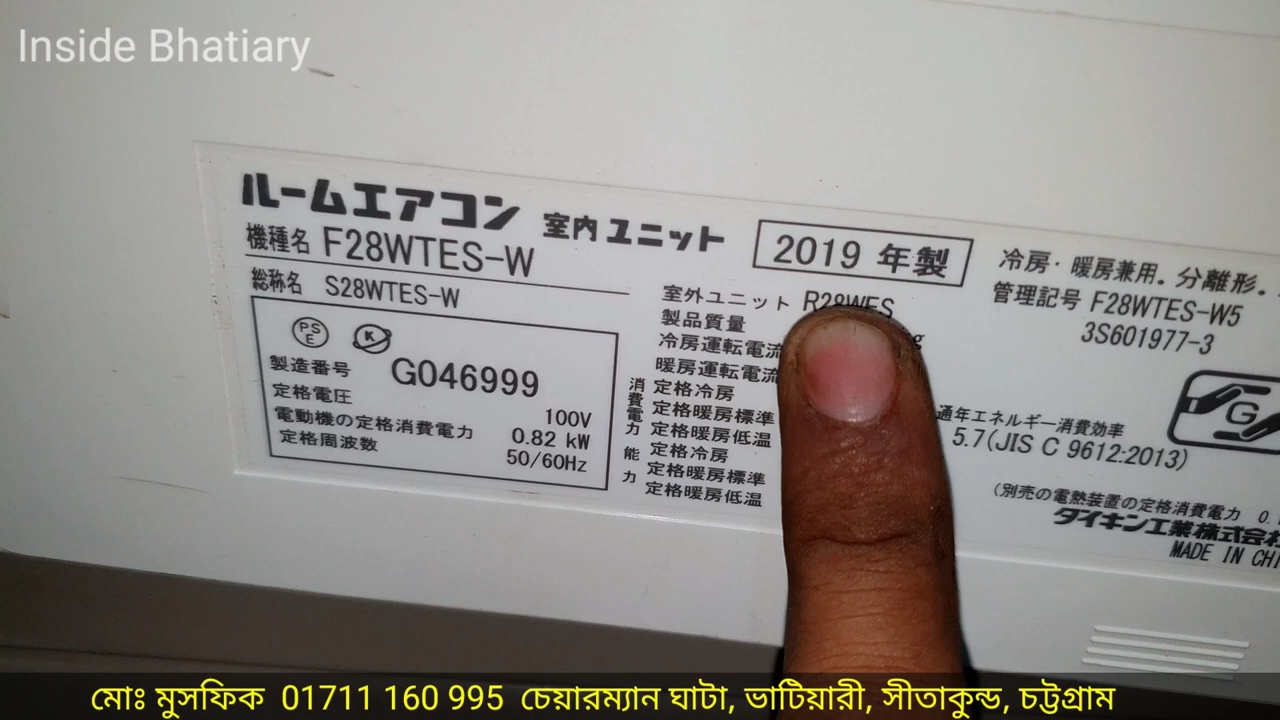 Inside Bhatiary
ルームエアコン 室内ユニット
2019 年製
機種名 F28WTES-W
総称名 S28WTES-W
PS
E
K
製造番号 G046999
定格電圧 100V
電動機の定格消費電力 0.82 kW
定格周波数 50/60Hz
室外ユニット R28WES
製品質量
冷房運転電流
暖房運転電流
消費電力
定格冷房
定格暖房標準
定格暖房低温
能力
定格冷房
定格暖房標準
定格暖房低温
冷房・暖房兼用。分離形。
管理記号 F28WTES-W5
3S601977-3
G
通年エネルギー消費効率
5.7(JIS C 9612:2013)
(別売の電熱装置の定格消費電力 0.
ダイキン工業株式会社
MADE IN CHI
মোঃ মুসফিক 01711 160 995 চেয়ারম্যান ঘাটা, ভাটিয়ারী, সীতাকুন্ড, চট্টগ্রাম